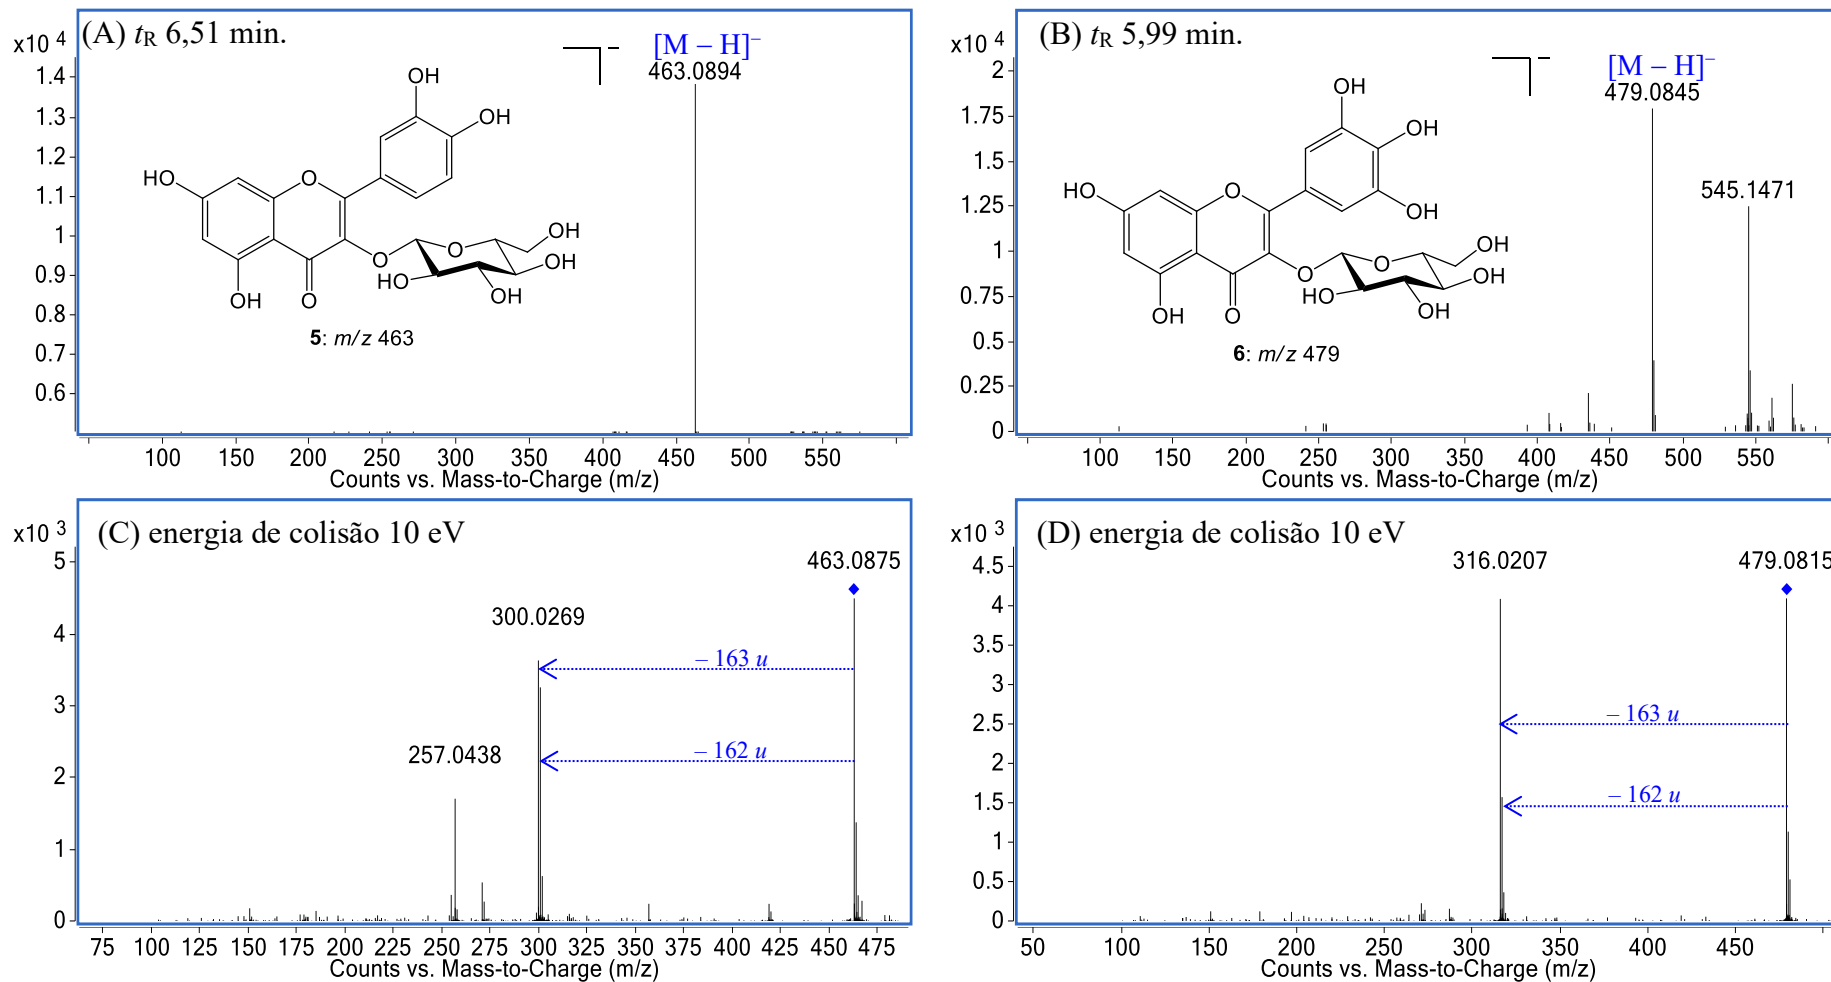 (A) tR 6,51 min.
x10 4
[M – H]–
463.0894
1.4
1.3
1.2
1.1
1
0.9
0.8
0.7
0.6
OH
OH
HO
O
O
O
OH
OH
HO
OH
OH
O
5: m/z 463
100 150 200 250 300 350 400 450 500 550
Counts vs. Mass-to-Charge (m/z)
(B) tR 5,99 min.
x10 4
[M – H]–
479.0845
545.1471
2
1.75
1.5
1.25
1
0.75
0.5
0.25
0
OH
OH
HO
O
OH
O
O
OH
OH
HO
OH
OH
O
6: m/z 479
100 150 200 250 300 350 400 450 500 550
Counts vs. Mass-to-Charge (m/z)
(C) energia de colisão 10 eV
x10 3
463.0875
300.0269
– 163 u
257.0438
– 162 u
5
4
3
2
1
0
75 100 125 150 175 200 225 250 275 300 325 350 375 400 425 450 475
Counts vs. Mass-to-Charge (m/z)
(D) energia de colisão 10 eV
x10 3
316.0207
479.0815
– 163 u
– 162 u
4.5
4
3.5
3
2.5
2
1.5
1
0.5
0
50 100 150 200 250 300 350 400 450
Counts vs. Mass-to-Charge (m/z)